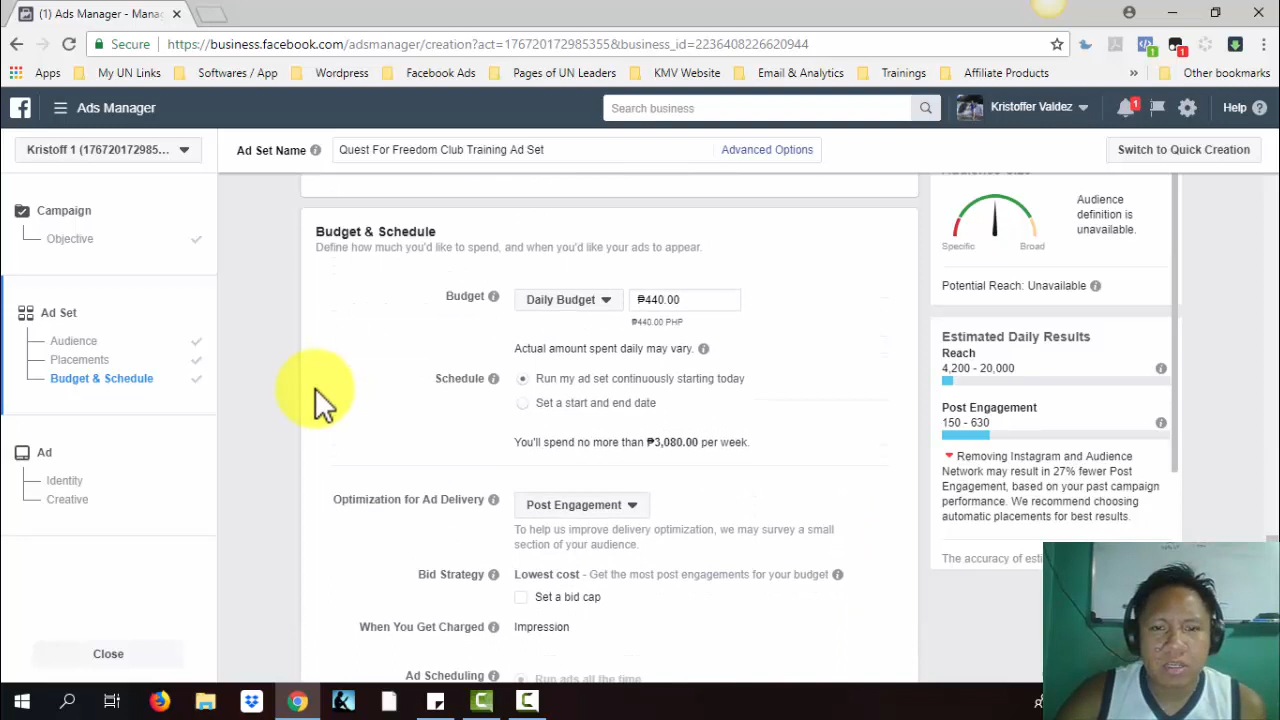 (1) Ads Manager - Mana
Secure https://business.facebook.com/adsmanager/creation?act=176720172985355&business_id=2236408226620944
Apps My UN Links Softwares / App Wordpress Facebook Ads Pages of UN Leaders KMV Website Email & Analytics Trainings Affiliate Products » Other bookmarks
Ads Manager Search business Kristoffer Valdez 1 Help
Kristoff 1 (176720172985... Ad Set Name Quest For Freedom Club Training Ad Set Advanced Options Switch to Quick Creation
Campaign
Objective
Ad Set
Audience
Placements
Budget & Schedule
Ad
Identity
Creative
Close
Budget & Schedule
Define how much you'd like to spend, and when you'd like your ads to appear.
Budget Daily Budget ₱440.00
₱440.00 PHP
Actual amount spent daily may vary.
Schedule Run my ad set continuously starting today
Set a start and end date
You'll spend no more than ₱3,080.00 per week.
Optimization for Ad Delivery Post Engagement
To help us improve delivery optimization, we may survey a small
section of your audience.
Bid Strategy Lowest cost - Get the most post engagements for your budget
Set a bid cap
When You Get Charged Impression
Ad Scheduling Run ads all the time
Audience Size
Specific Broad
Audience
definition is
unavailable.
Potential Reach: Unavailable
Estimated Daily Results
Reach
4,200 - 20,000
Post Engagement
150 - 630
Removing Instagram and Audience
Network may result in 27% fewer Post
Engagement, based on your past campaign
performance. We recommend choosing
automatic placements for best results.
The accuracy of